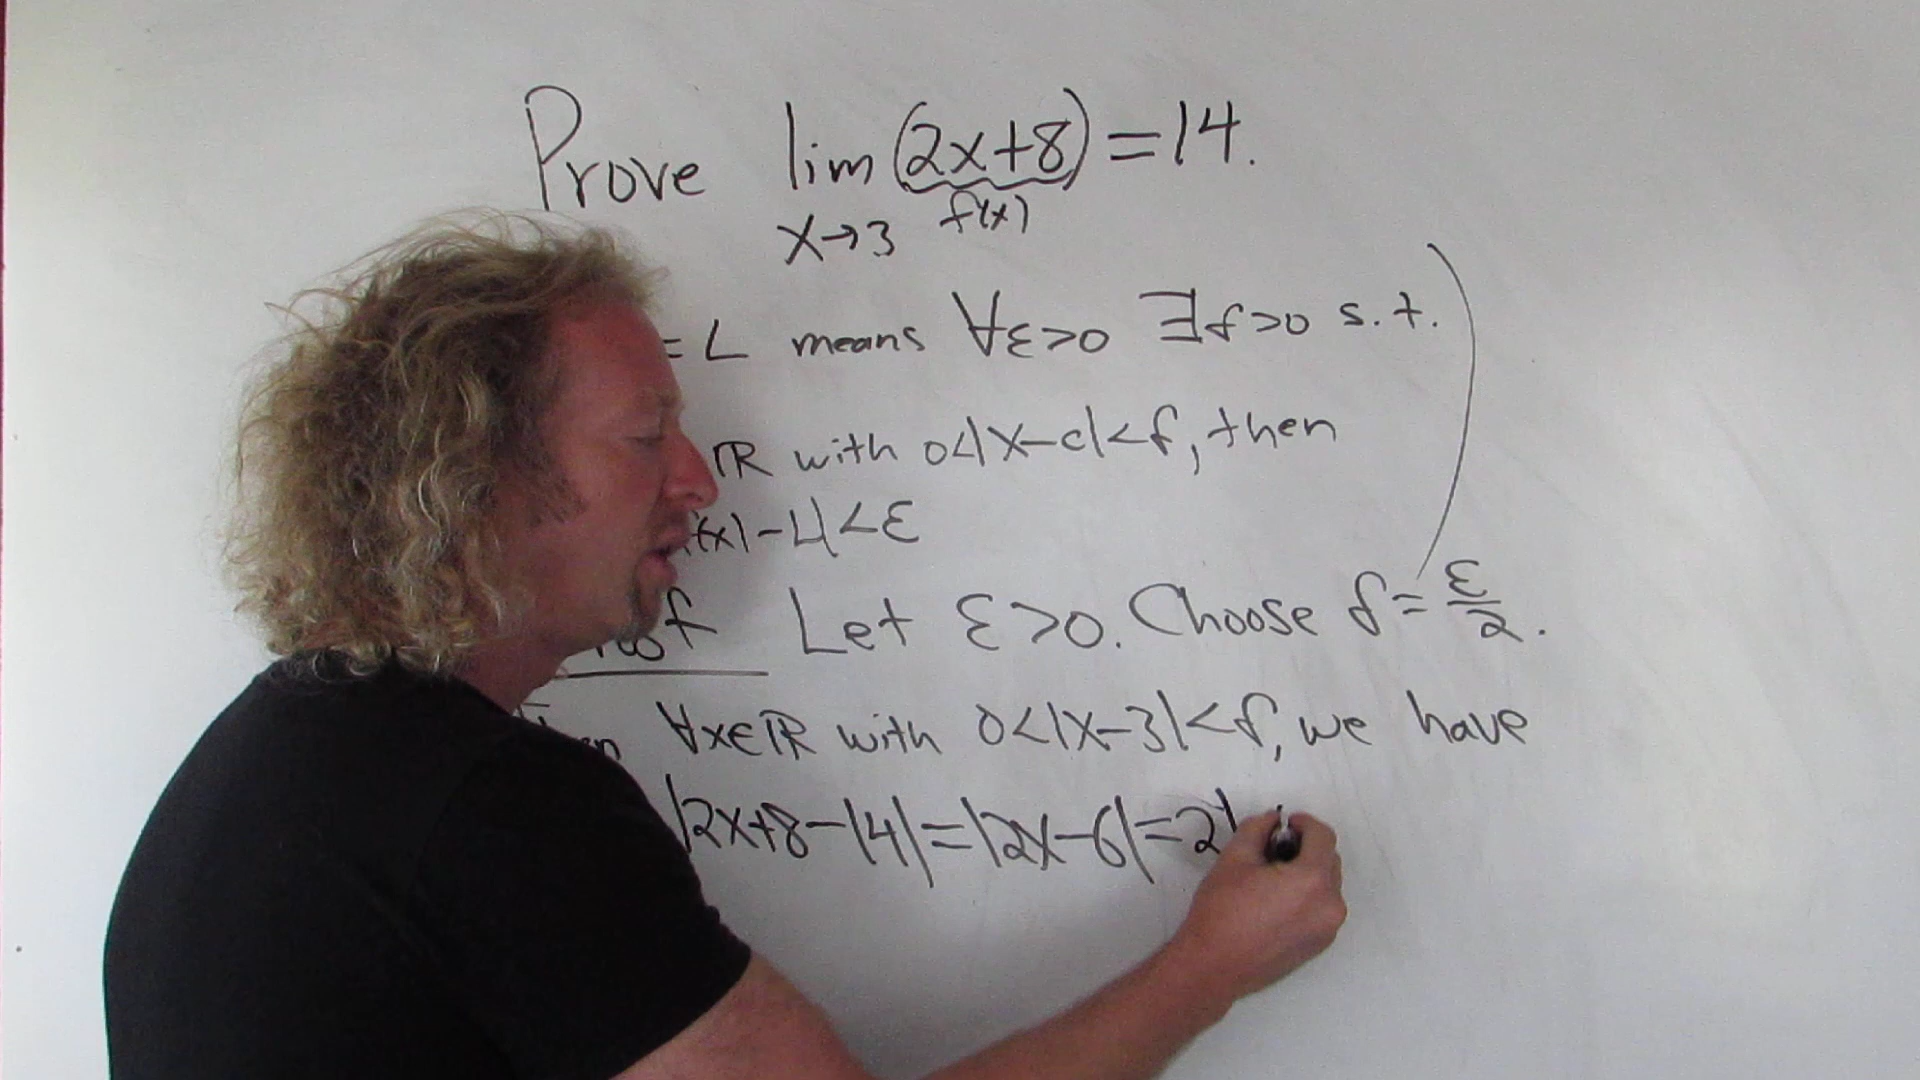 Prove lim (2x+8) = 14.
x→3 f(x)
= L means ∀ε>0 ∃δ>0 s.t.
ℝ with 0<|x-c|<δ, then
(x)-L|<ε
Let ε>0. Choose δ = ε/2.
∀x∈ℝ with 0<|x-3|<δ, we have
|2x+8-14| = |2x-6| = 2|